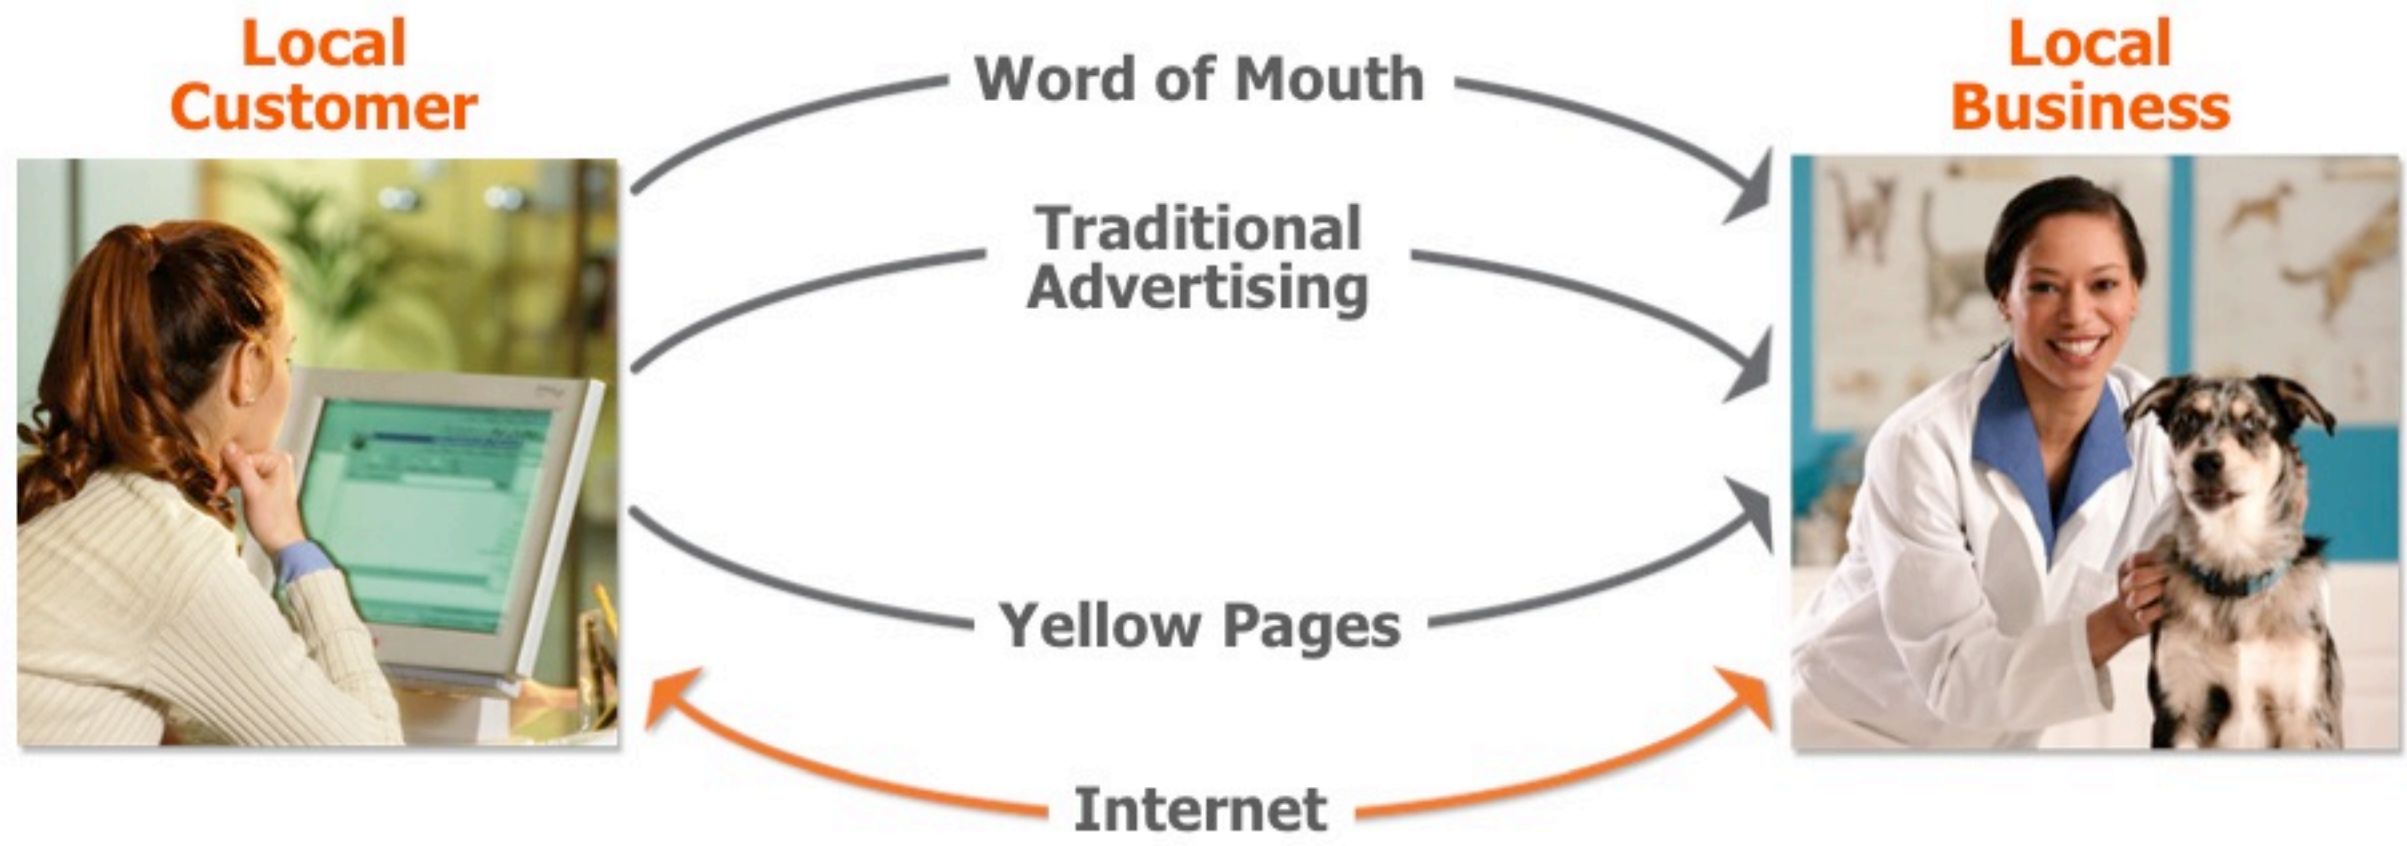 Local
Customer
Word of Mouth
Local
Business
Traditional
Advertising
Yellow Pages
Internet